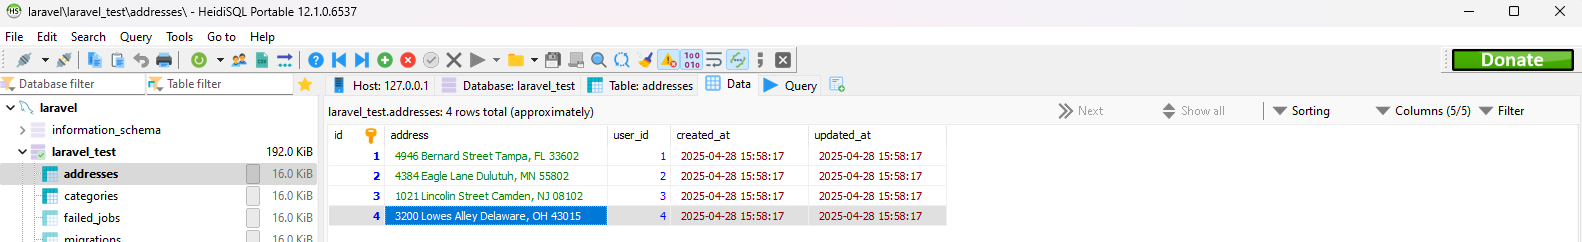 HS laravel\laravel_test\addresses\ - HeidiSQL Portable 12.1.0.6537
File Edit Search Query Tools Go to Help
Donate
Database filter Table filter Host: 127.0.0.1 Database: laravel_test Table: addresses Data Query
laravel
laravel_test.addresses: 4 rows total (approximately) Next Show all Sorting Columns (5/5) Filter
information_schema
id address user_id created_at updated_at
laravel_test 192.0 KiB
1 4946 Bernard Street Tampa, FL 33602 1 2025-04-28 15:58:17 2025-04-28 15:58:17
addresses 16.0 KiB
2 4384 Eagle Lane Dulutuh, MN 55802 2 2025-04-28 15:58:17 2025-04-28 15:58:17
categories 16.0 KiB
3 1021 Lincolin Street Camden, NJ 08102 3 2025-04-28 15:58:17 2025-04-28 15:58:17
failed_jobs 16.0 KiB
4 3200 Lowes Alley Delaware, OH 43015 4 2025-04-28 15:58:17 2025-04-28 15:58:17
migrations 16.0 KiB